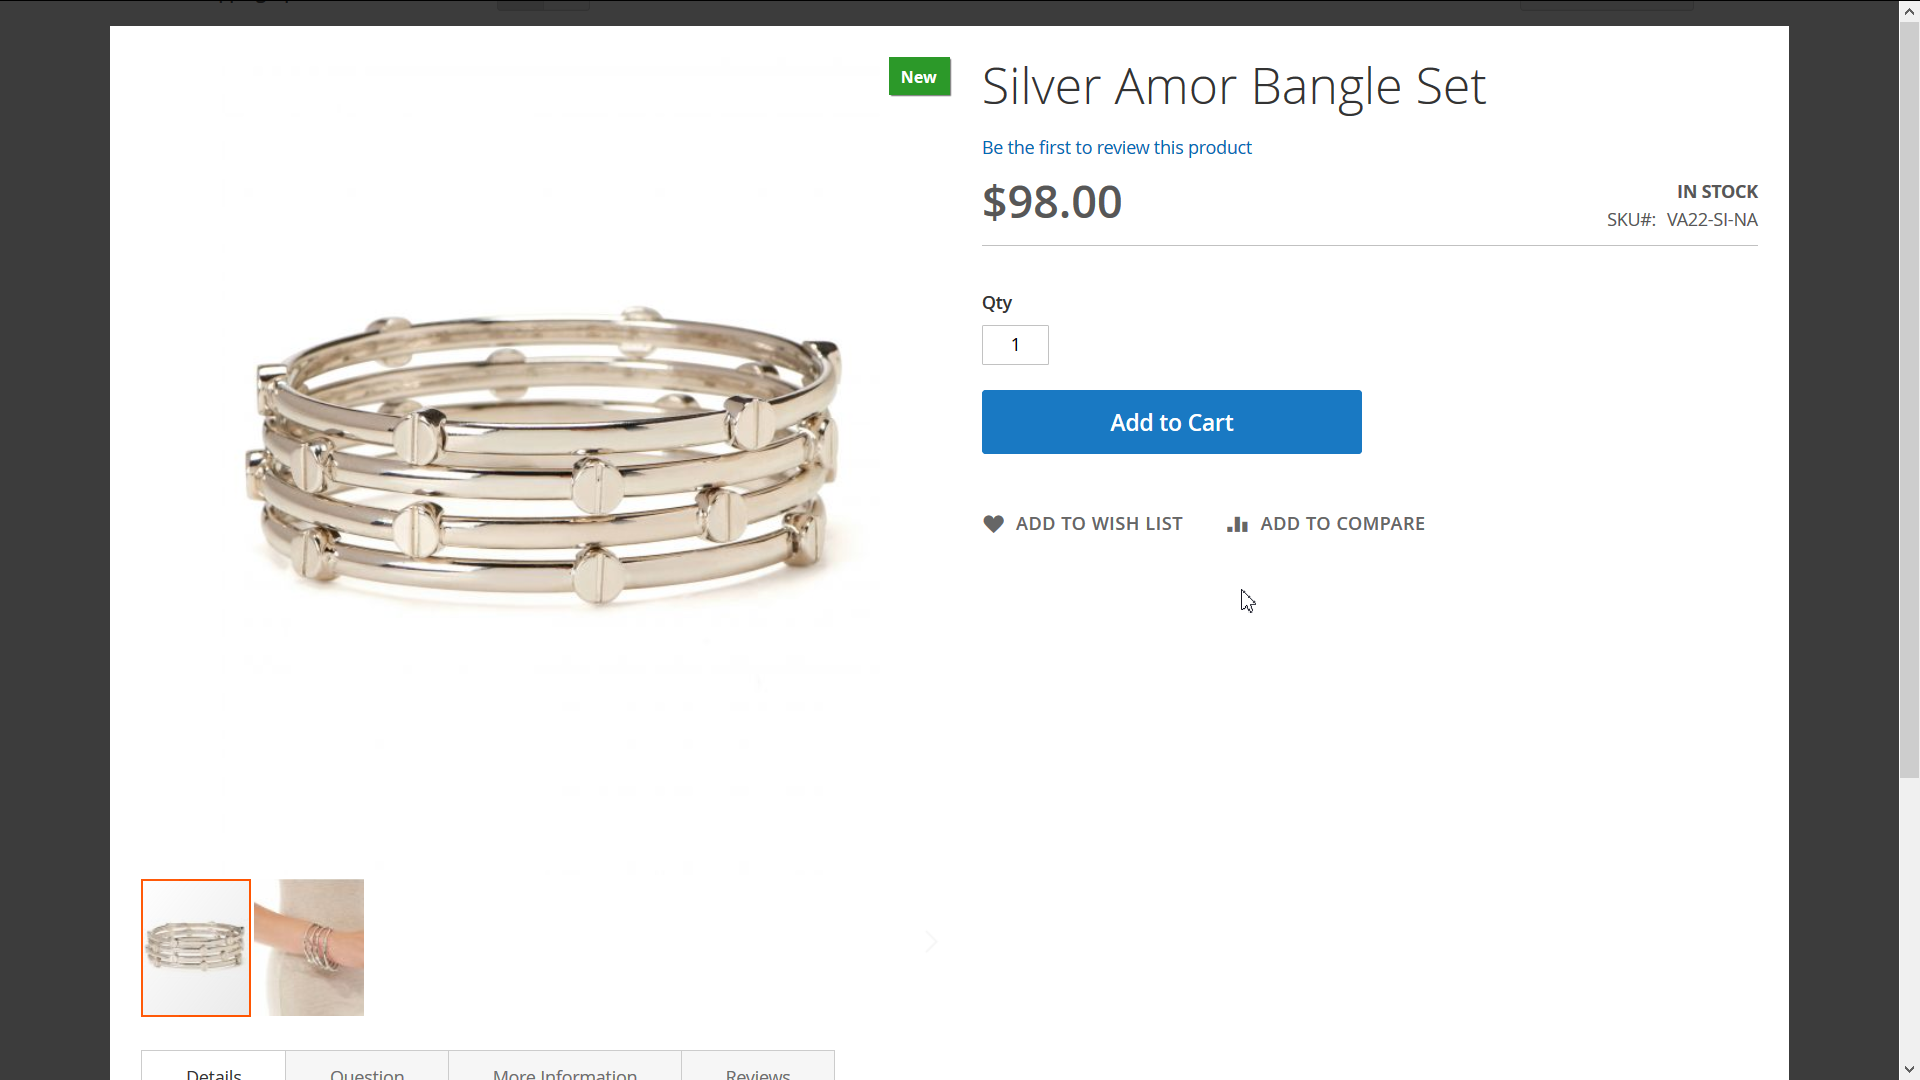 New
Silver Amor Bangle Set
Be the first to review this product
$98.00
IN STOCK
SKU#: VA22-SI-NA
Qty
1
Add to Cart
ADD TO WISH LIST
ADD TO COMPARE
Details
Question
More Information
Reviews